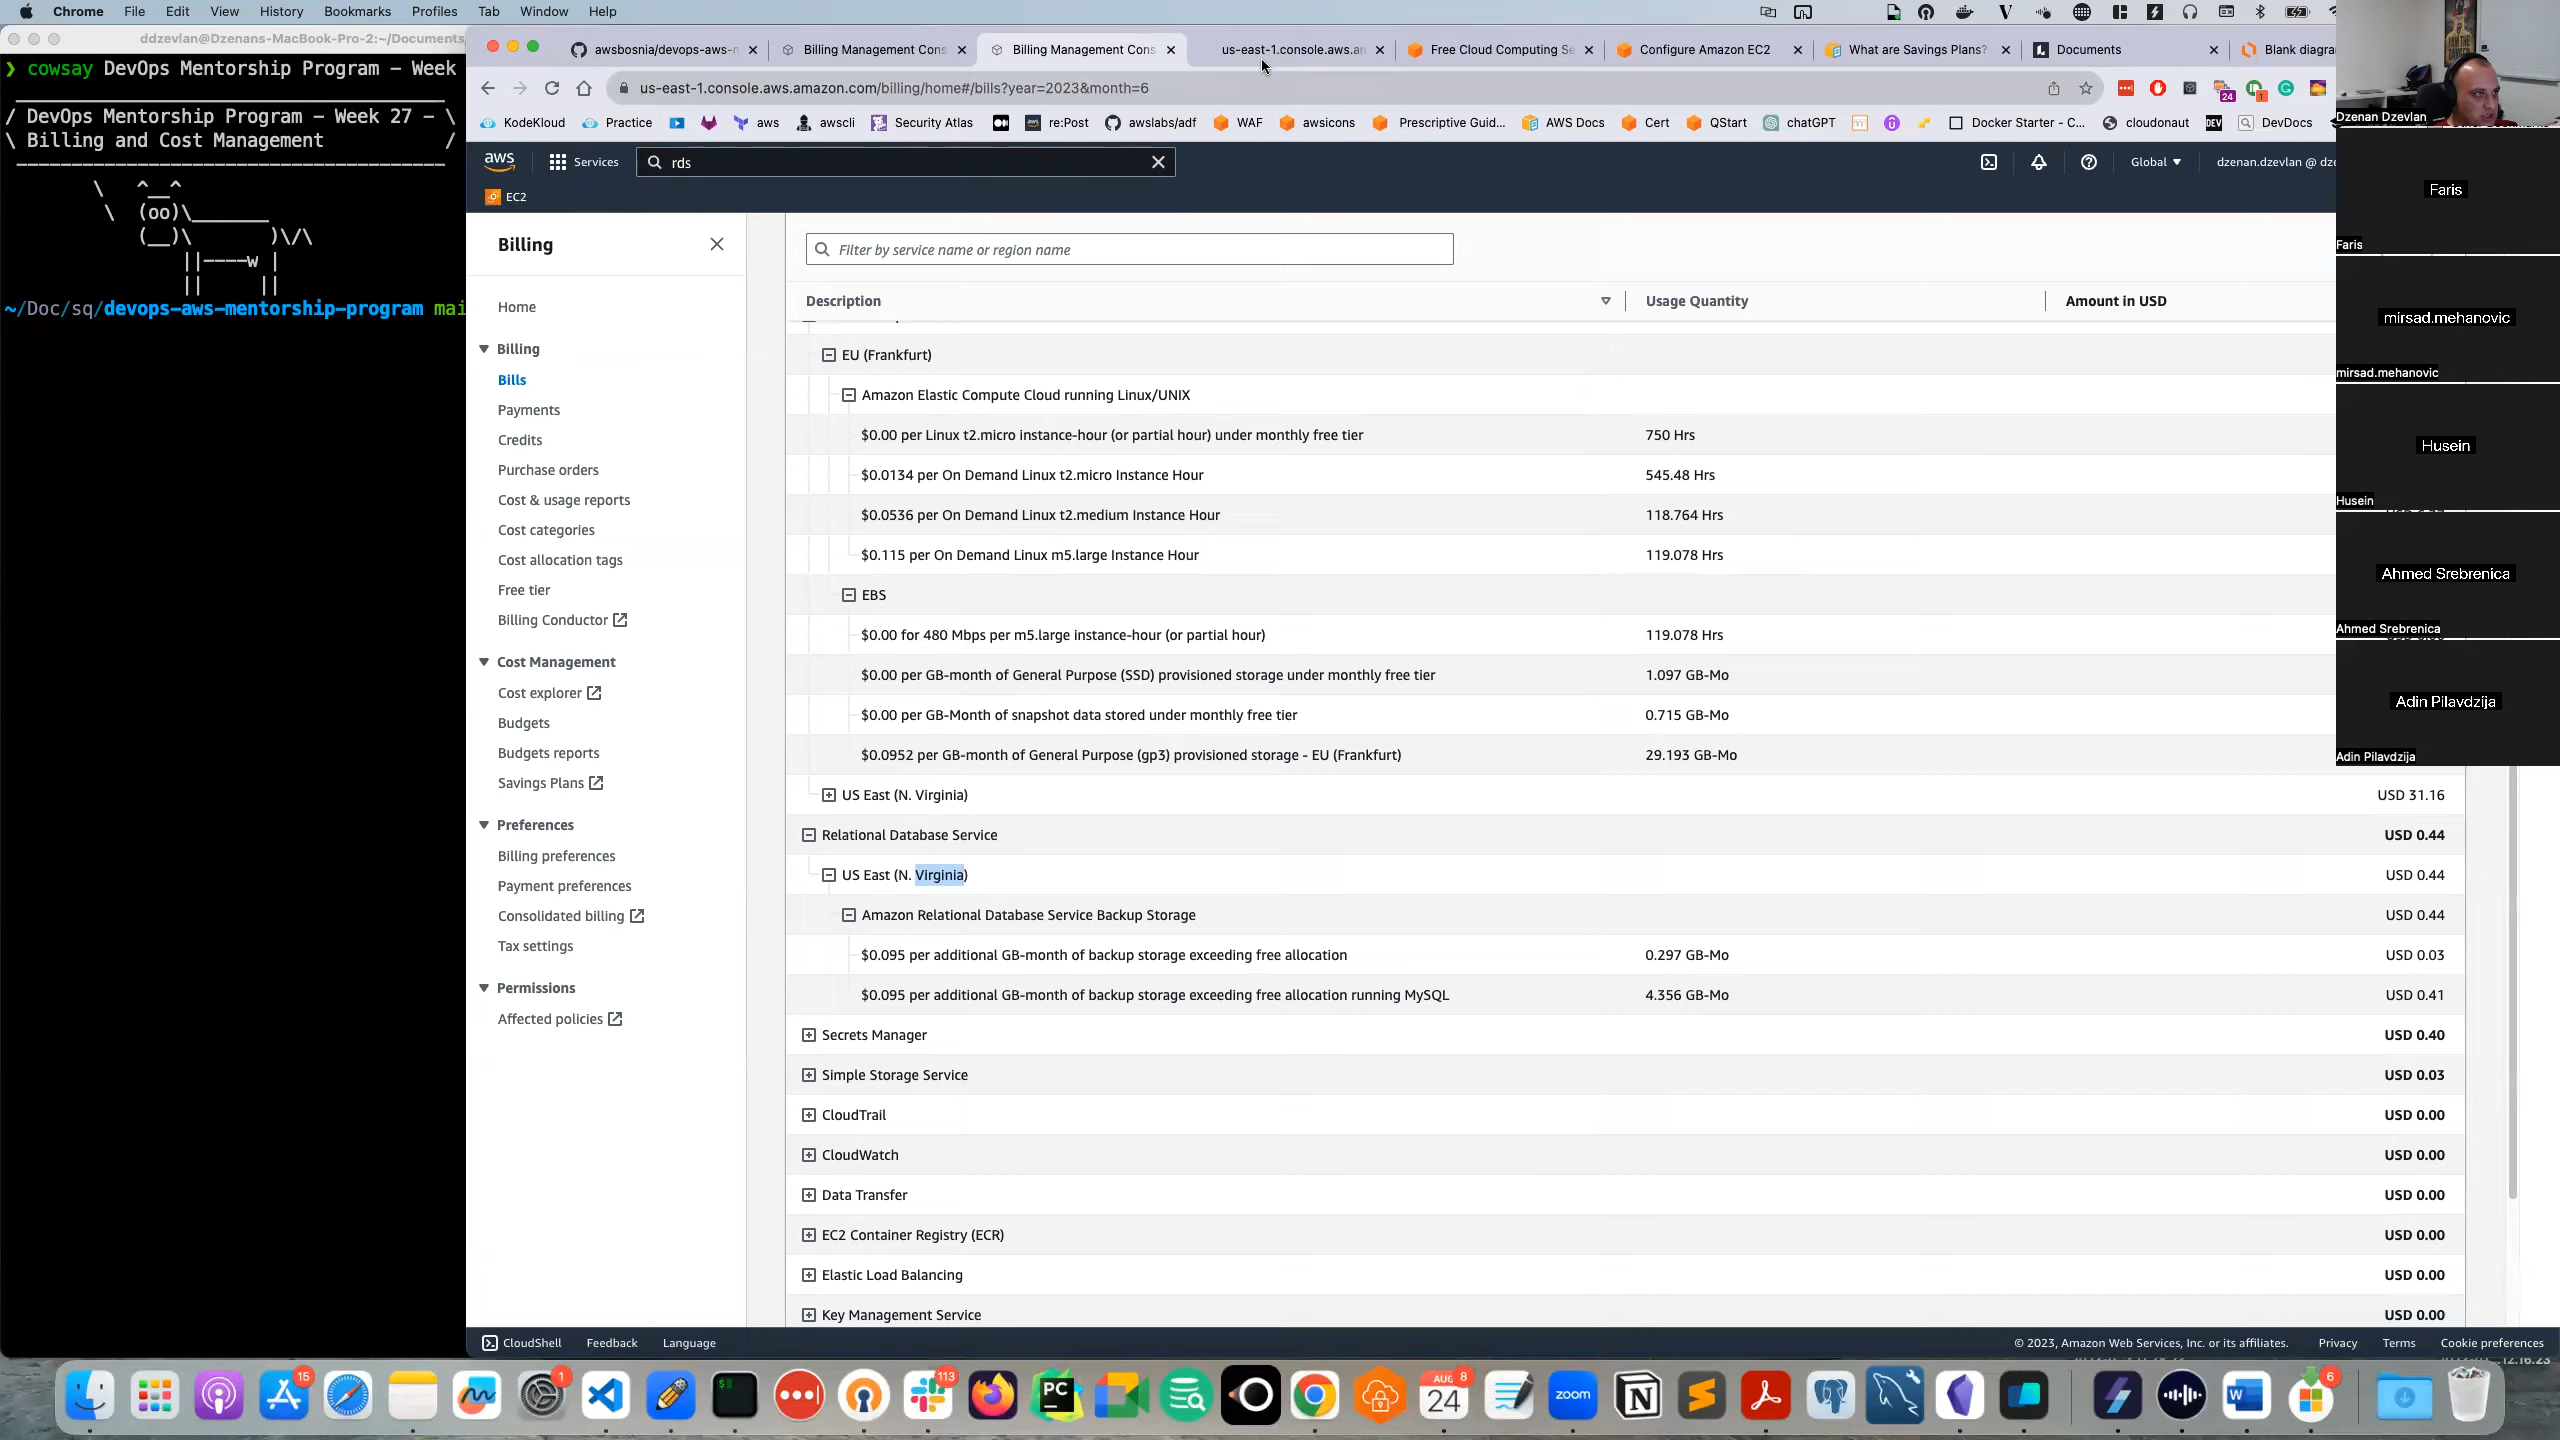 Chrome File Edit View History Bookmarks Profiles Tab Window Help
ddzevlan@Dzenans-MacBook-Pro-2:~/Documents
❯ cowsay DevOps Mentorship Program – Week
/ DevOps Mentorship Program – Week 27 – \
\ Billing and Cost Management /
\ ^__^
\ (oo)\_______
(__)\ )\/\
||----w |
|| ||
~/Doc/sq/devops-aws-mentorship-program mai
awsbosnia/devops-aws-
Billing Management Cons
Billing Management Cons
us-east-1.console.aws.am
Free Cloud Computing Se
Configure Amazon EC2
What are Savings Plans?
Documents
Blank diagra
us-east-1.console.aws.amazon.com/billing/home#/bills?year=2023&month=6
24
1
KodeKloud Practice aws awscli Security Atlas re:Post awslabs/adf WAF awsicons Prescriptive Guid... AWS Docs Cert QStart chatGPT Docker Starter - C... cloudonaut DEV DevDocs
aws Services rds Global dzenan.dzevlan @ dze
EC2
Billing
Home
Billing
Bills
Payments
Credits
Purchase orders
Cost & usage reports
Cost categories
Cost allocation tags
Free tier
Billing Conductor
Cost Management
Cost explorer
Budgets
Budgets reports
Savings Plans
Preferences
Billing preferences
Payment preferences
Consolidated billing
Tax settings
Permissions
Affected policies
Filter by service name or region name
Description Usage Quantity Amount in USD
EU (Frankfurt)
Amazon Elastic Compute Cloud running Linux/UNIX
$0.00 per Linux t2.micro instance-hour (or partial hour) under monthly free tier 750 Hrs
$0.0134 per On Demand Linux t2.micro Instance Hour 545.48 Hrs
$0.0536 per On Demand Linux t2.medium Instance Hour 118.764 Hrs
$0.115 per On Demand Linux m5.large Instance Hour 119.078 Hrs
EBS
$0.00 for 480 Mbps per m5.large instance-hour (or partial hour) 119.078 Hrs
$0.00 per GB-month of General Purpose (SSD) provisioned storage under monthly free tier 1.097 GB-Mo
$0.00 per GB-Month of snapshot data stored under monthly free tier 0.715 GB-Mo
$0.0952 per GB-month of General Purpose (gp3) provisioned storage - EU (Frankfurt) 29.193 GB-Mo
US East (N. Virginia) USD 31.16
Relational Database Service USD 0.44
US East (N. Virginia) USD 0.44
Amazon Relational Database Service Backup Storage USD 0.44
$0.095 per additional GB-month of backup storage exceeding free allocation 0.297 GB-Mo USD 0.03
$0.095 per additional GB-month of backup storage exceeding free allocation running MySQL 4.356 GB-Mo USD 0.41
Secrets Manager USD 0.40
Simple Storage Service USD 0.03
CloudTrail USD 0.00
CloudWatch USD 0.00
Data Transfer USD 0.00
EC2 Container Registry (ECR) USD 0.00
Elastic Load Balancing USD 0.00
Key Management Service USD 0.00
CloudShell Feedback Language © 2023, Amazon Web Services, Inc. or its affiliates. Privacy Terms Cookie preferences
Dzenan Dzevlan
Faris
Faris
mirsad.mehanovic
mirsad.mehanovic
Husein
Husein
Ahmed Srebrenica
Ahmed Srebrenica
Adin Pilavdzija
Adin Pilavdzija
12.16.23
15
1
113
PC
AUG
24
8
zoom
W
6